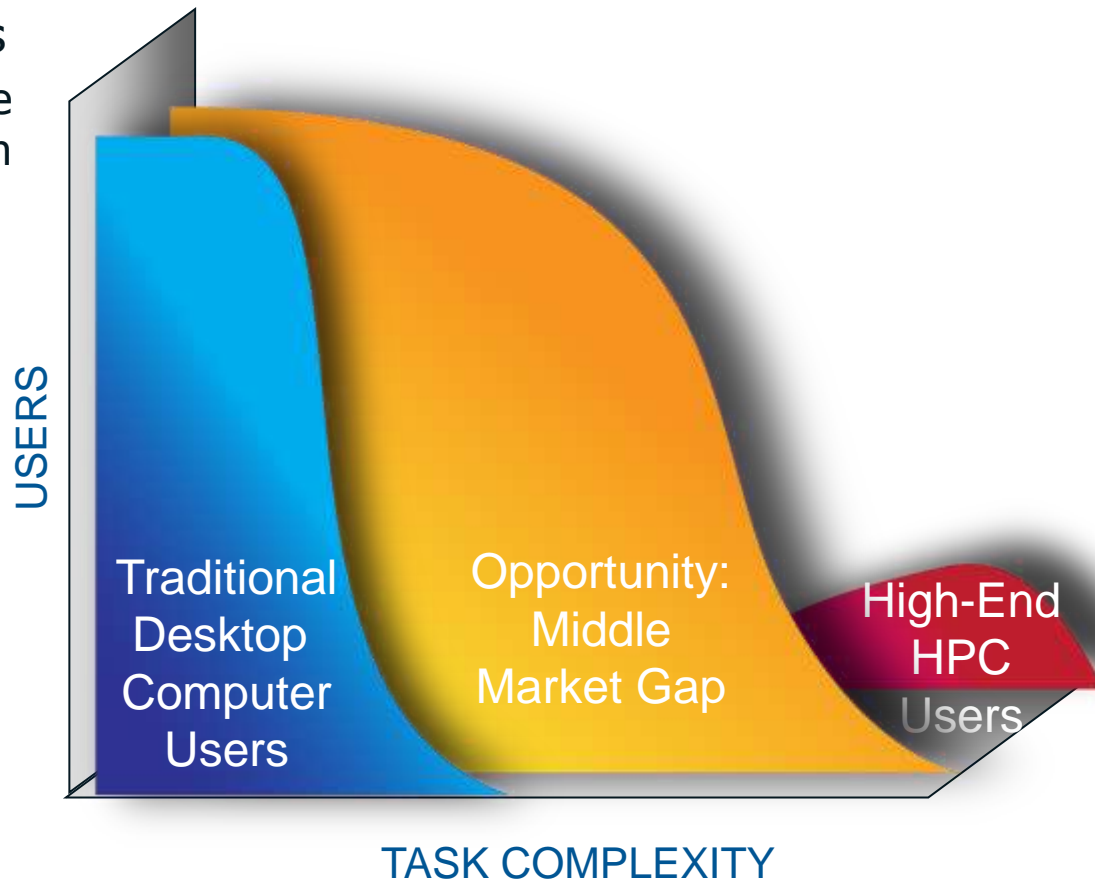 USERS
Traditional
Desktop
Computer
Users
Opportunity:
Middle
Market Gap
High-End
HPC
Users
TASK COMPLEXITY